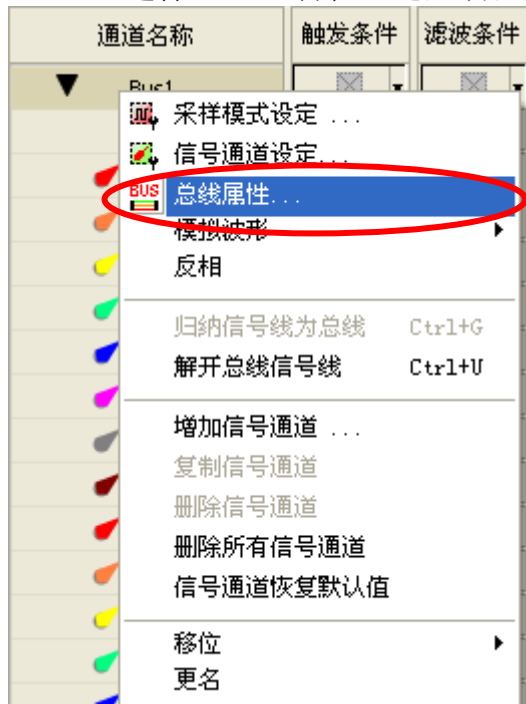 通道名称 触发条件 滤波条件
Bus1
采样模式设定 ...
信号通道设定...
BUS 总线属性...
模拟波形
反相
归纳信号线为总线 Ctrl+G
解开总线信号线 Ctrl+U
增加信号通道 ...
复制信号通道
删除信号通道
删除所有信号通道
信号通道恢复默认值
移位
更名